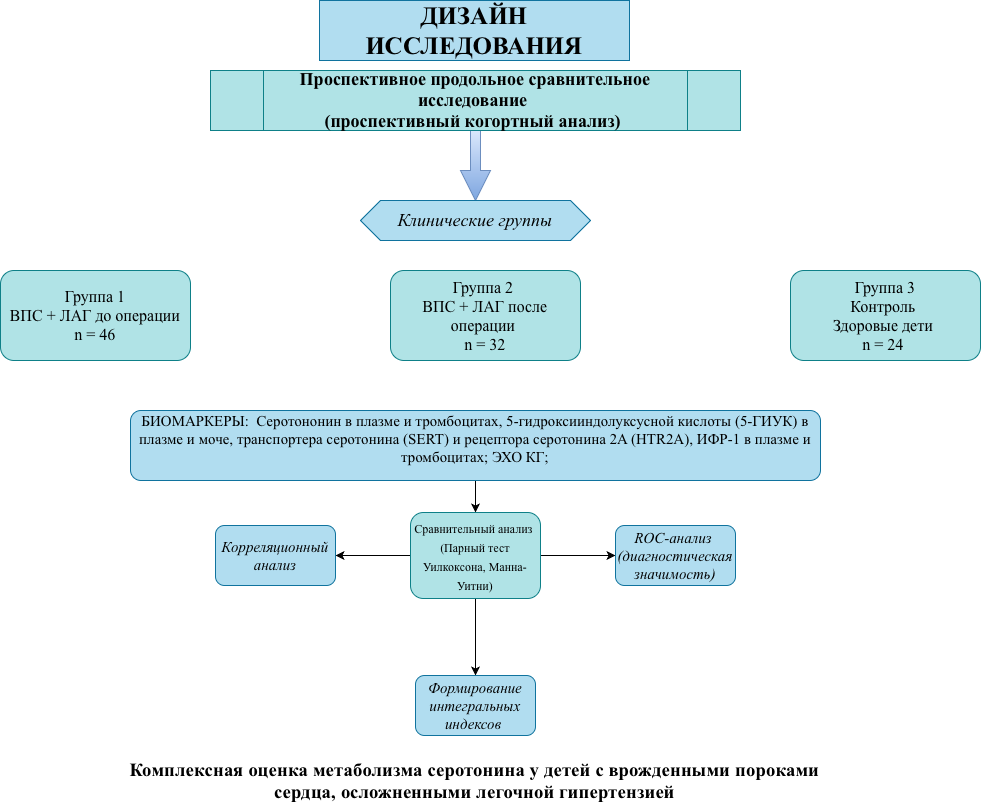 ДИЗАЙН
ИССЛЕДОВАНИЯ
Проспективное продольное сравнительное
исследование
(проспективный когортный анализ)
Клинические группы
Группа 1
ВПС + ЛАГ до операции
n = 46
Группа 2
ВПС + ЛАГ после
операции
n = 32
Группа 3
Контроль
Здоровые дети
n = 24
БИОМАРКЕРЫ: Серотононин в плазме и тромбоцитах, 5-гидроксииндолуксусной кислоты (5-ГИУК) в
плазме и моче, транспортера серотонина (SERT) и рецептора серотонина 2A (HTR2A), ИФР-1 в плазме и
тромбоцитах; ЭХО КГ;
Корреляционный
анализ
Сравнительный анализ
(Парный тест
Уилкоксона, Манна-
Уитни)
ROC-анализ
(диагностическая
значимость)
Формирование
интегральных
индексов
Комплексная оценка метаболизма серотонина у детей с врожденными пороками
сердца, осложненными легочной гипертензией